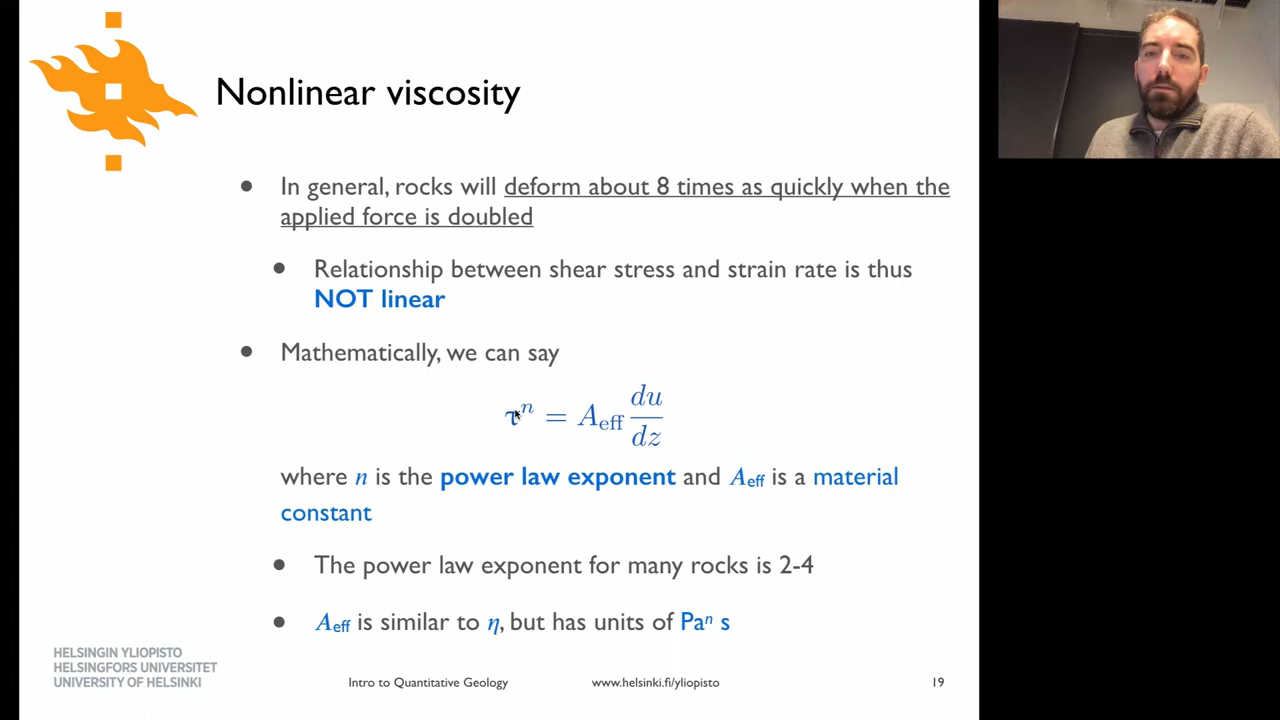 Nonlinear viscosity
• In general, rocks will deform about 8 times as quickly when the
applied force is doubled
• Relationship between shear stress and strain rate is thus
NOT linear
• Mathematically, we can say
τⁿ = A_eff du/dz
where n is the power law exponent and A_eff is a material
constant
• The power law exponent for many rocks is 2-4
• A_eff is similar to η, but has units of Paⁿ s
HELSINGIN YLIOPISTO
HELSINGFORS UNIVERSITET
UNIVERSITY OF HELSINKI
Intro to Quantitative Geology
www.helsinki.fi/yliopisto
19